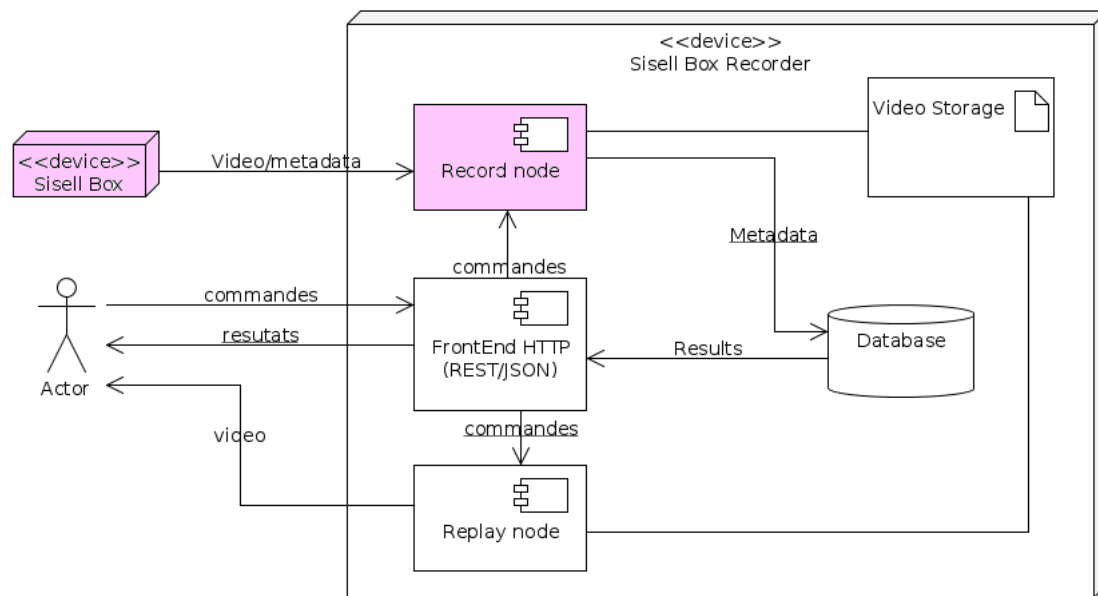 <<device>>
Sisell Box Recorder
Video Storage
<<device>>
Sisell Box
Video/metadata
Record node
Metadata
commandes
commandes
resutats
FrontEnd HTTP
(REST/JSON)
Results
Database
Actor
commandes
video
Replay node